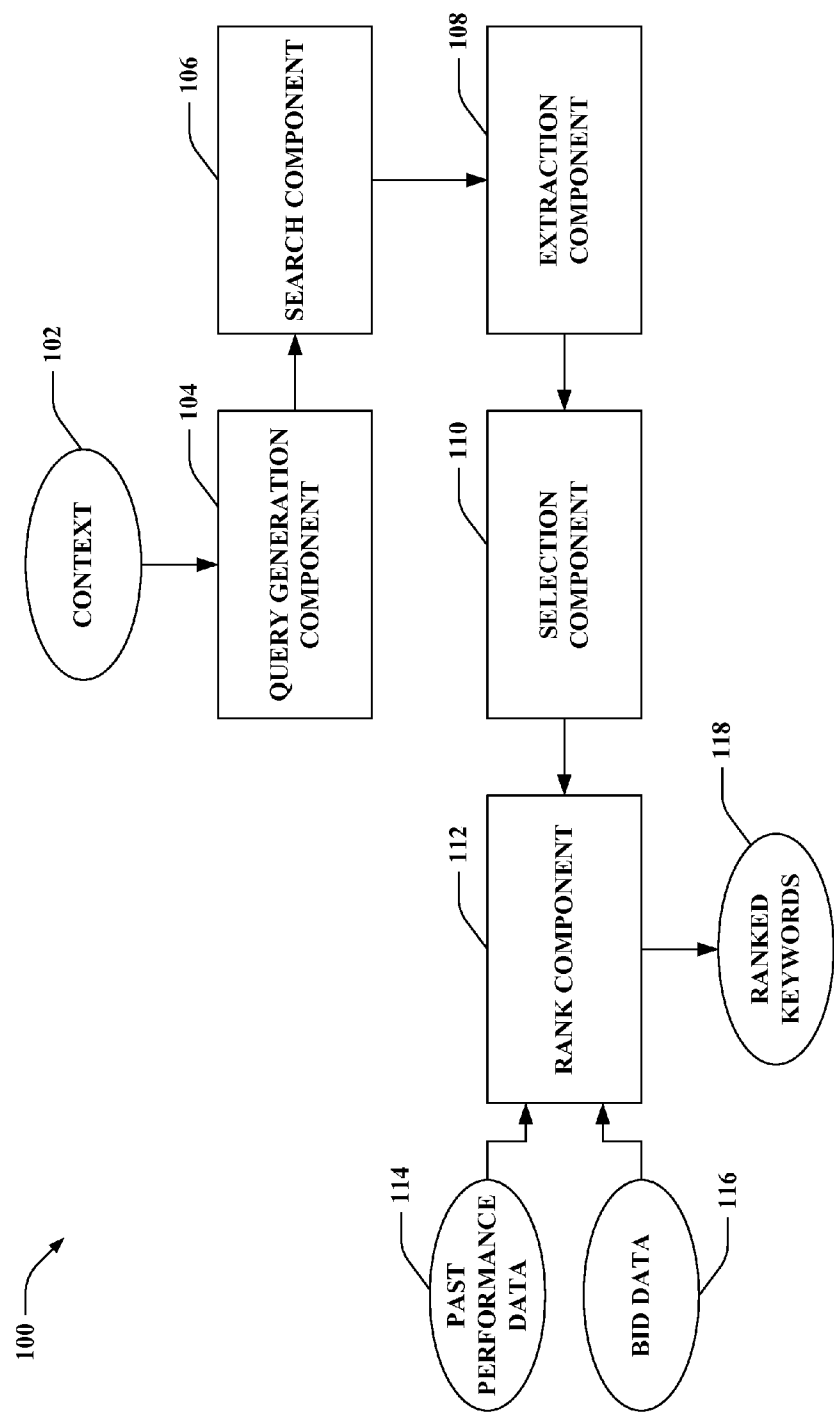 100
CONTEXT
102
QUERY GENERATION
COMPONENT
104
SEARCH COMPONENT
106
EXTRACTION
COMPONENT
108
SELECTION
COMPONENT
110
RANK COMPONENT
112
PAST
PERFORMANCE
DATA
114
BID DATA
116
RANKED
KEYWORDS
118